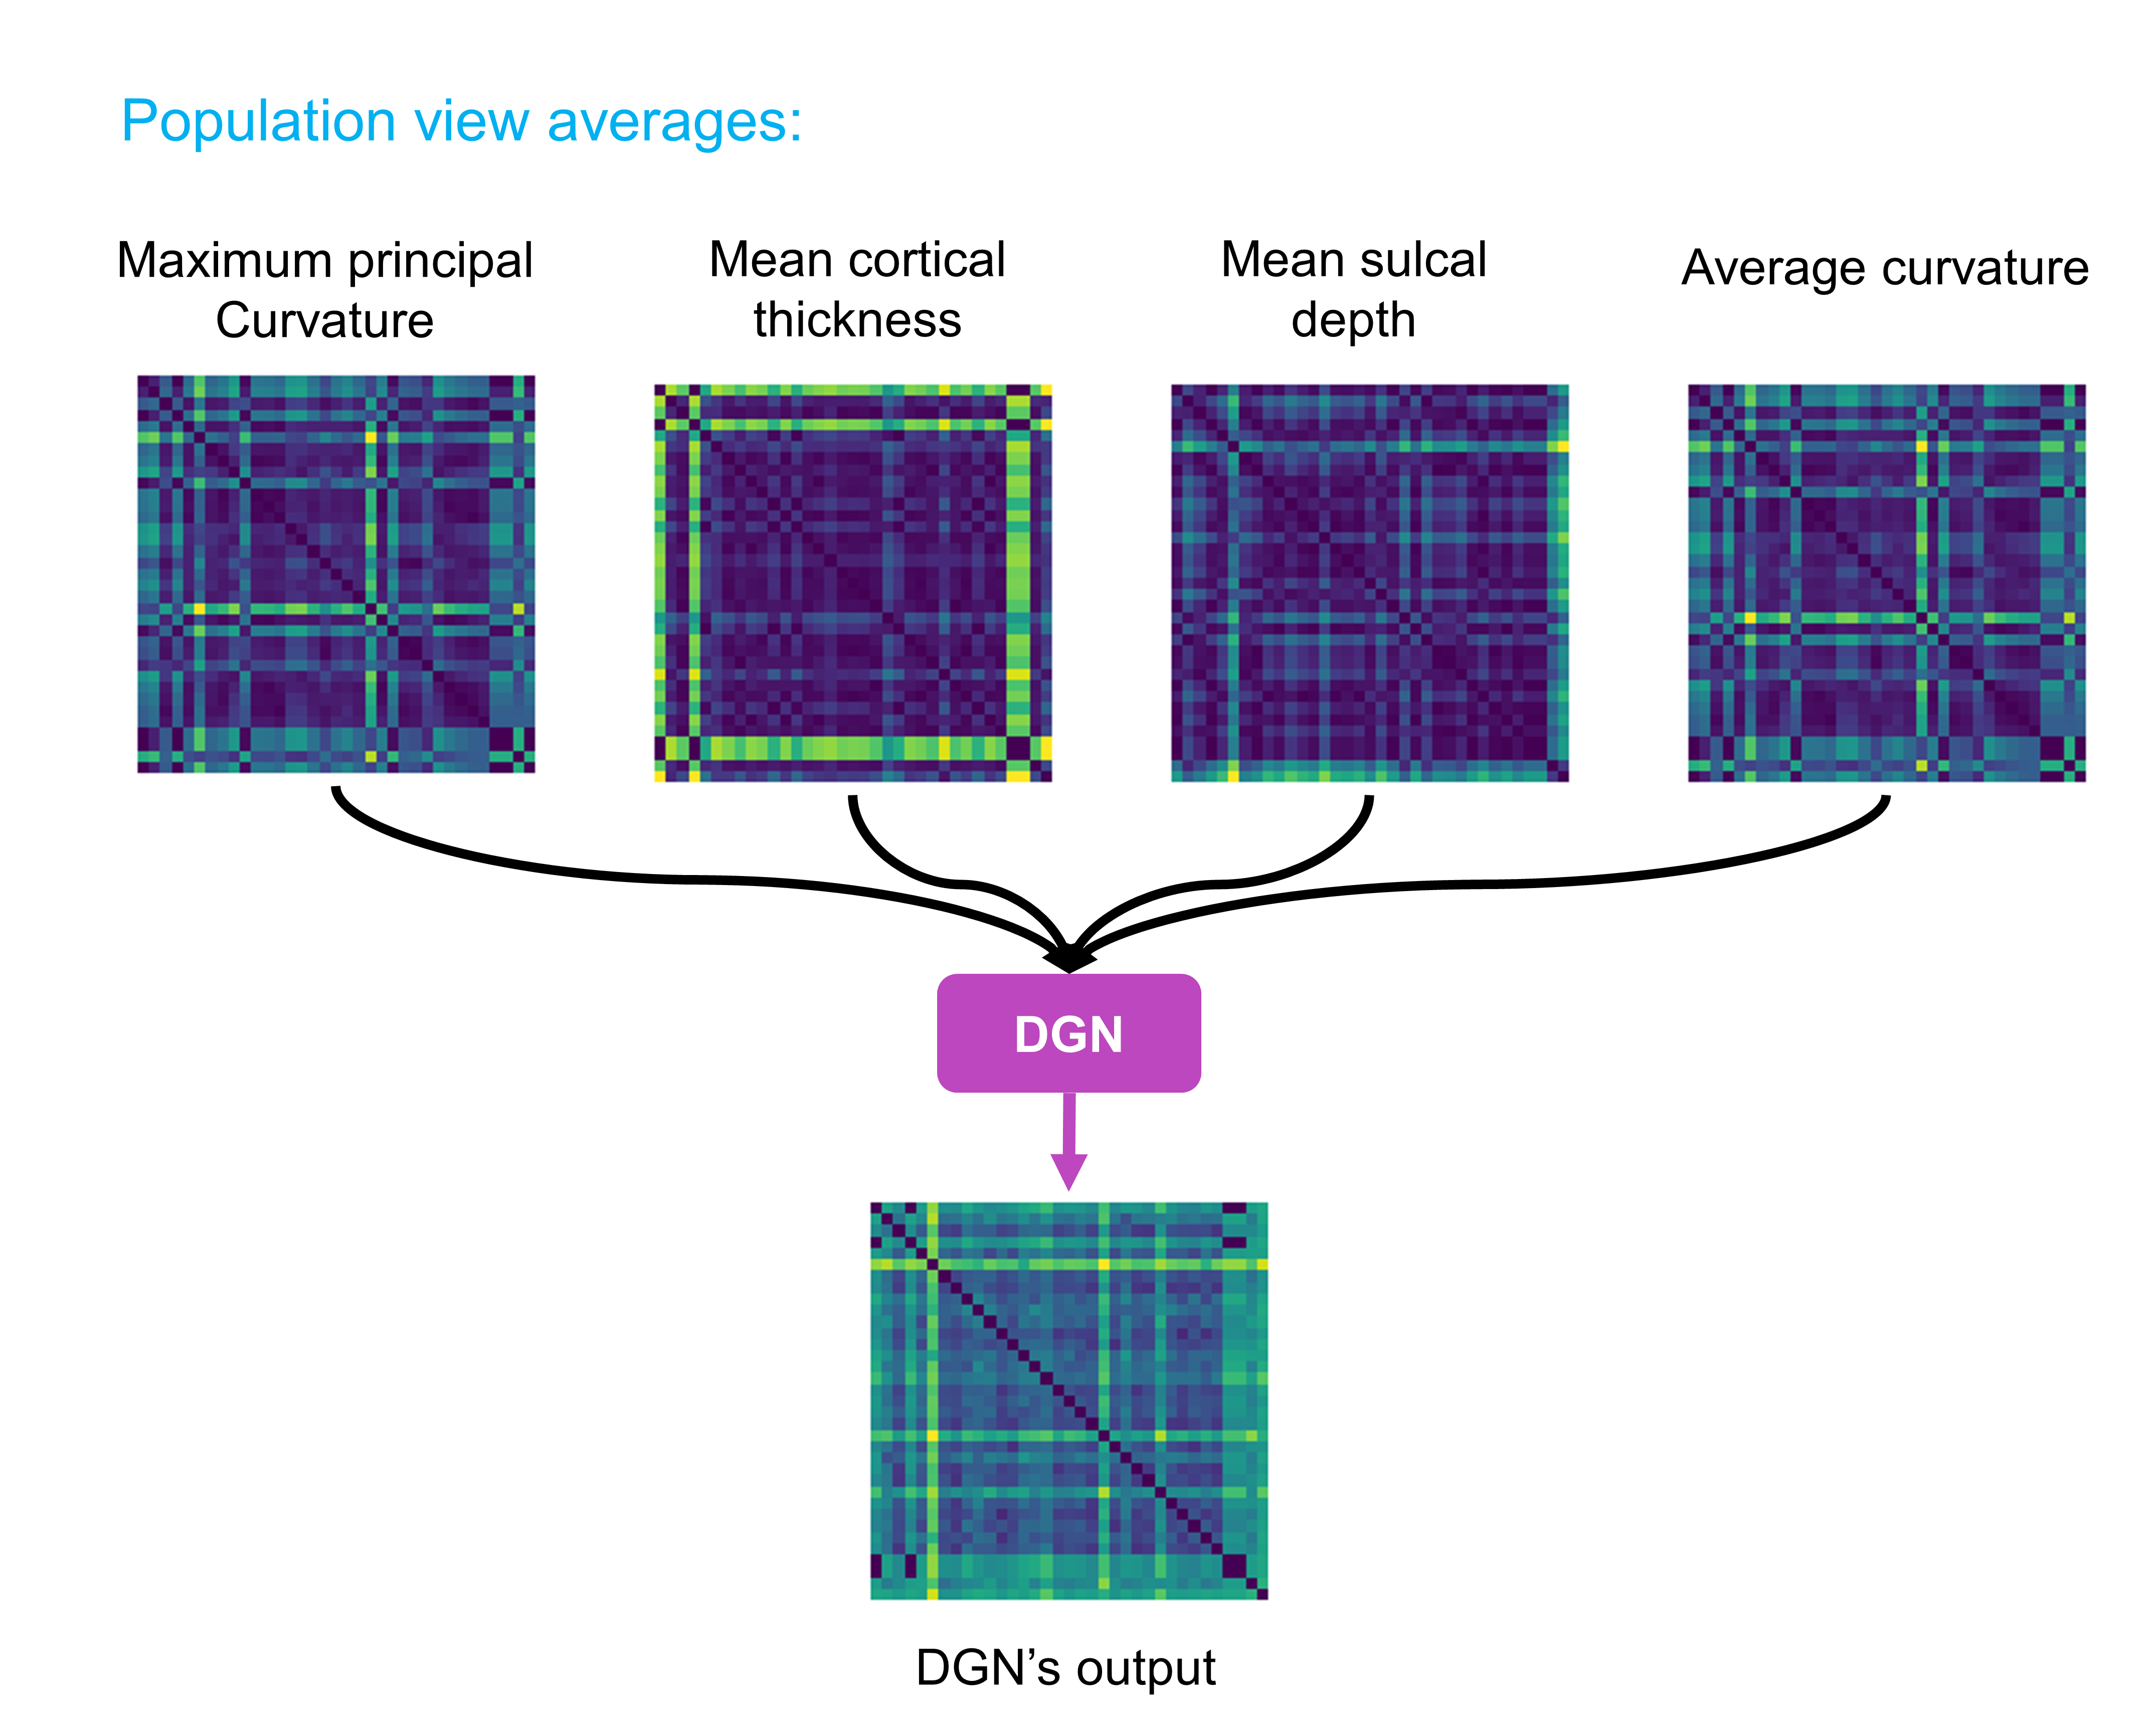 Population view averages:
Maximum principal
Curvature
Mean cortical
thickness
Mean sulcal
depth
Average curvature
DGN
DGN’s output